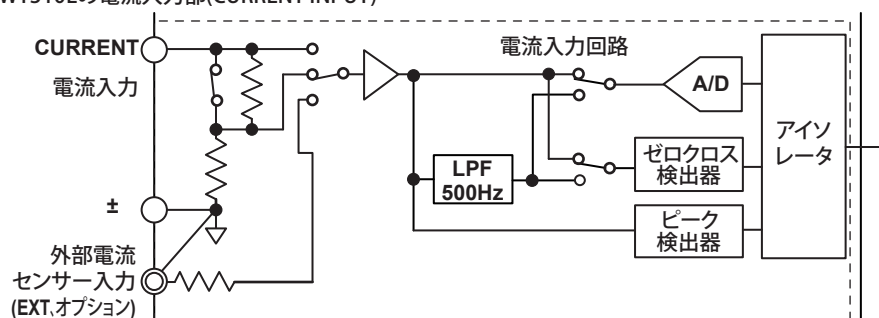 WT310Eの電流入力部(CURRENT INPUT)
CURRENT
電流入力
電流入力回路
A/D
アイソ
レータ
LPF
500Hz
ゼロクロス
検出器
±
ピーク
検出器
外部電流
センサー入力
(EXT､オプション)